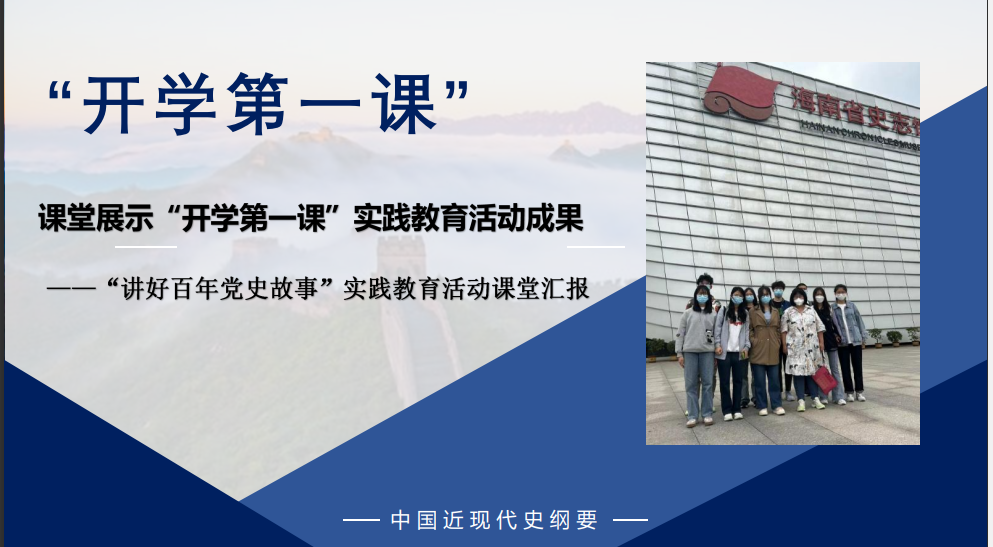 “开学第一课”
课堂展示“开学第一课”实践教育活动成果
——“讲好百年党史故事”实践教育活动课堂汇报
海南省史志
HAINAN CHRONICLES MUSE
中国近现代史纲要